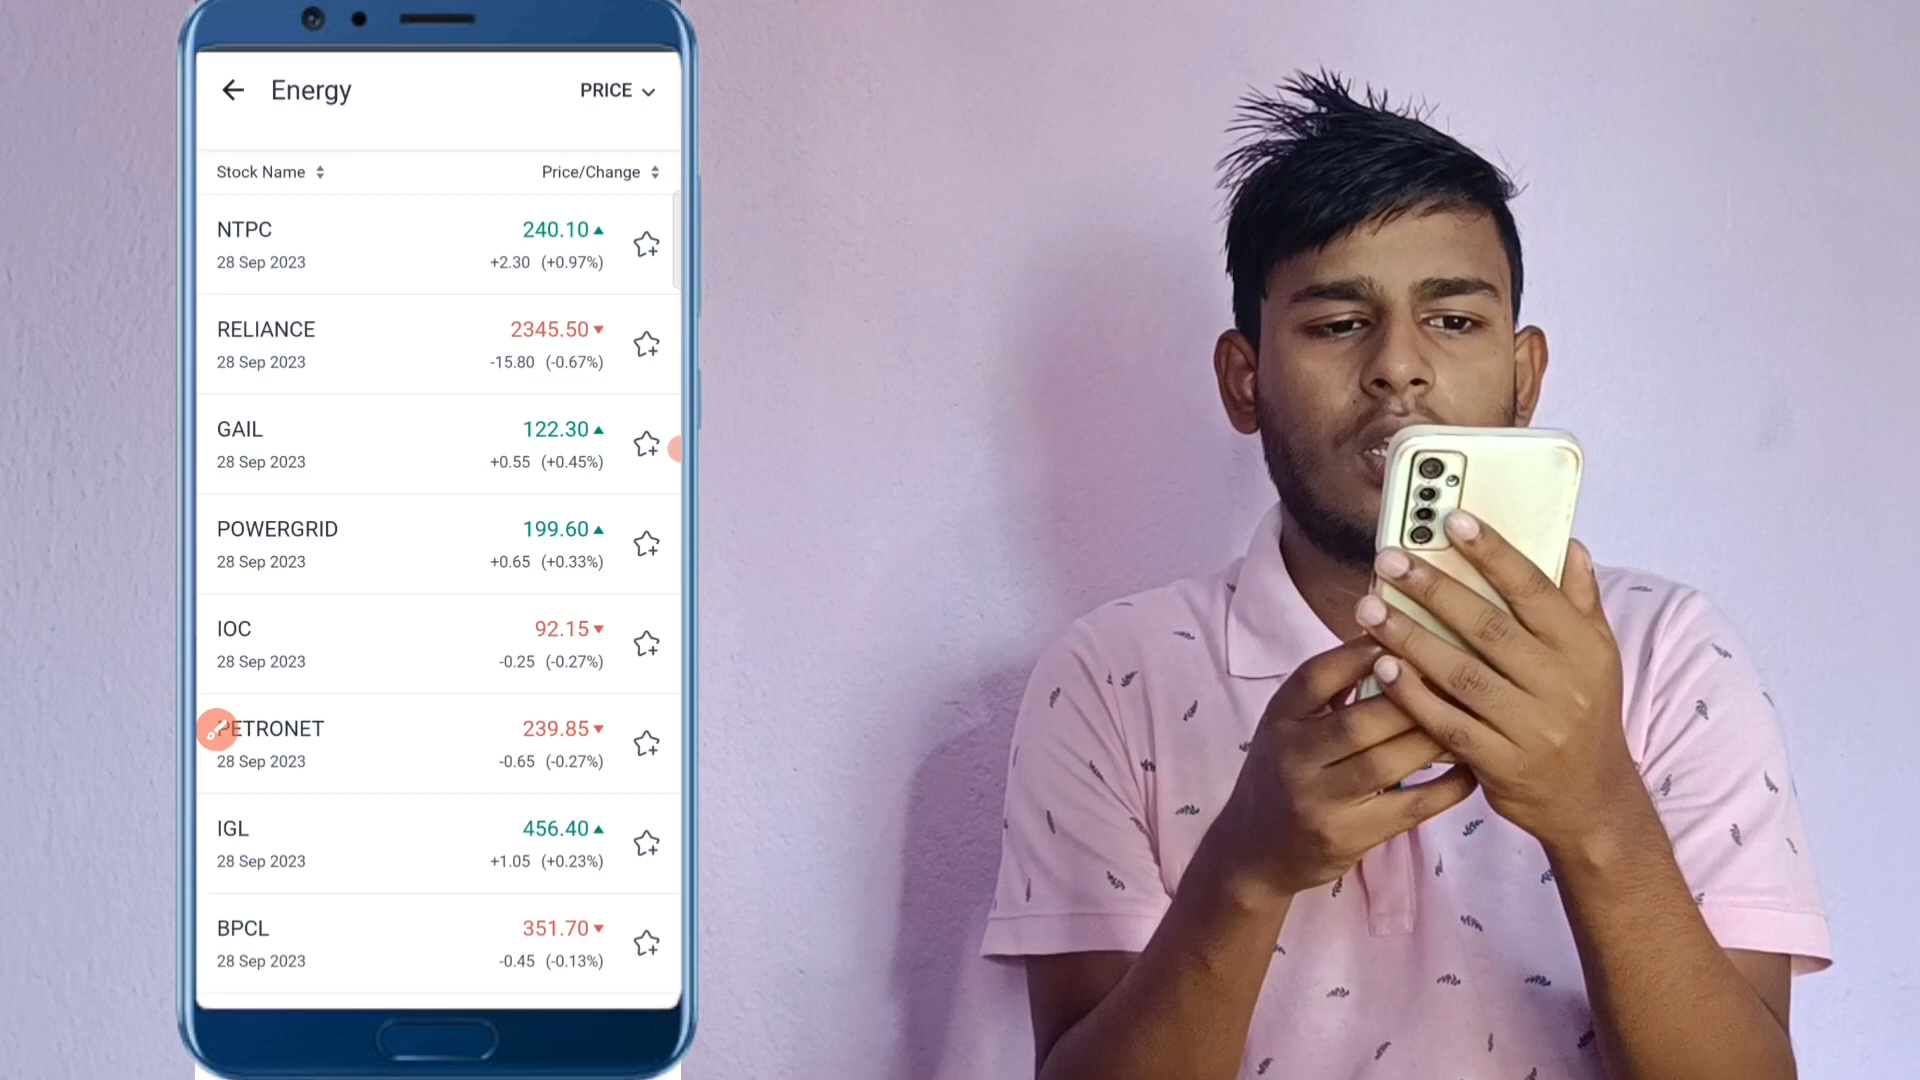 Energy PRICE
Stock Name Price/Change
NTPC 240.10
28 Sep 2023 +2.30 (+0.97%)
RELIANCE 2345.50
28 Sep 2023 -15.80 (-0.67%)
GAIL 122.30
28 Sep 2023 +0.55 (+0.45%)
POWERGRID 199.60
28 Sep 2023 +0.65 (+0.33%)
IOC 92.15
28 Sep 2023 -0.25 (-0.27%)
PETRONET 239.85
28 Sep 2023 -0.65 (-0.27%)
IGL 456.40
28 Sep 2023 +1.05 (+0.23%)
BPCL 351.70
28 Sep 2023 -0.45 (-0.13%)